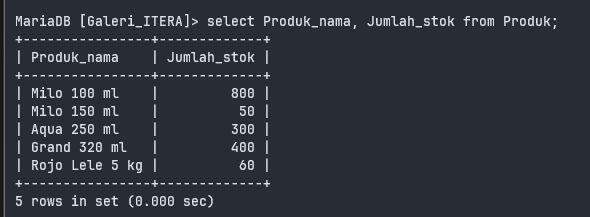 MariaDB [Galeri_ITERA]> select Produk_nama, Jumlah_stok from Produk;
+----------------+-------------+
| Produk_nama    | Jumlah_stok |
+----------------+-------------+
| Milo 100 ml    |         800 |
| Milo 150 ml    |          50 |
| Aqua 250 ml    |         300 |
| Grand 320 ml   |         400 |
| Rojo Lele 5 kg |          60 |
+----------------+-------------+
5 rows in set (0.000 sec)